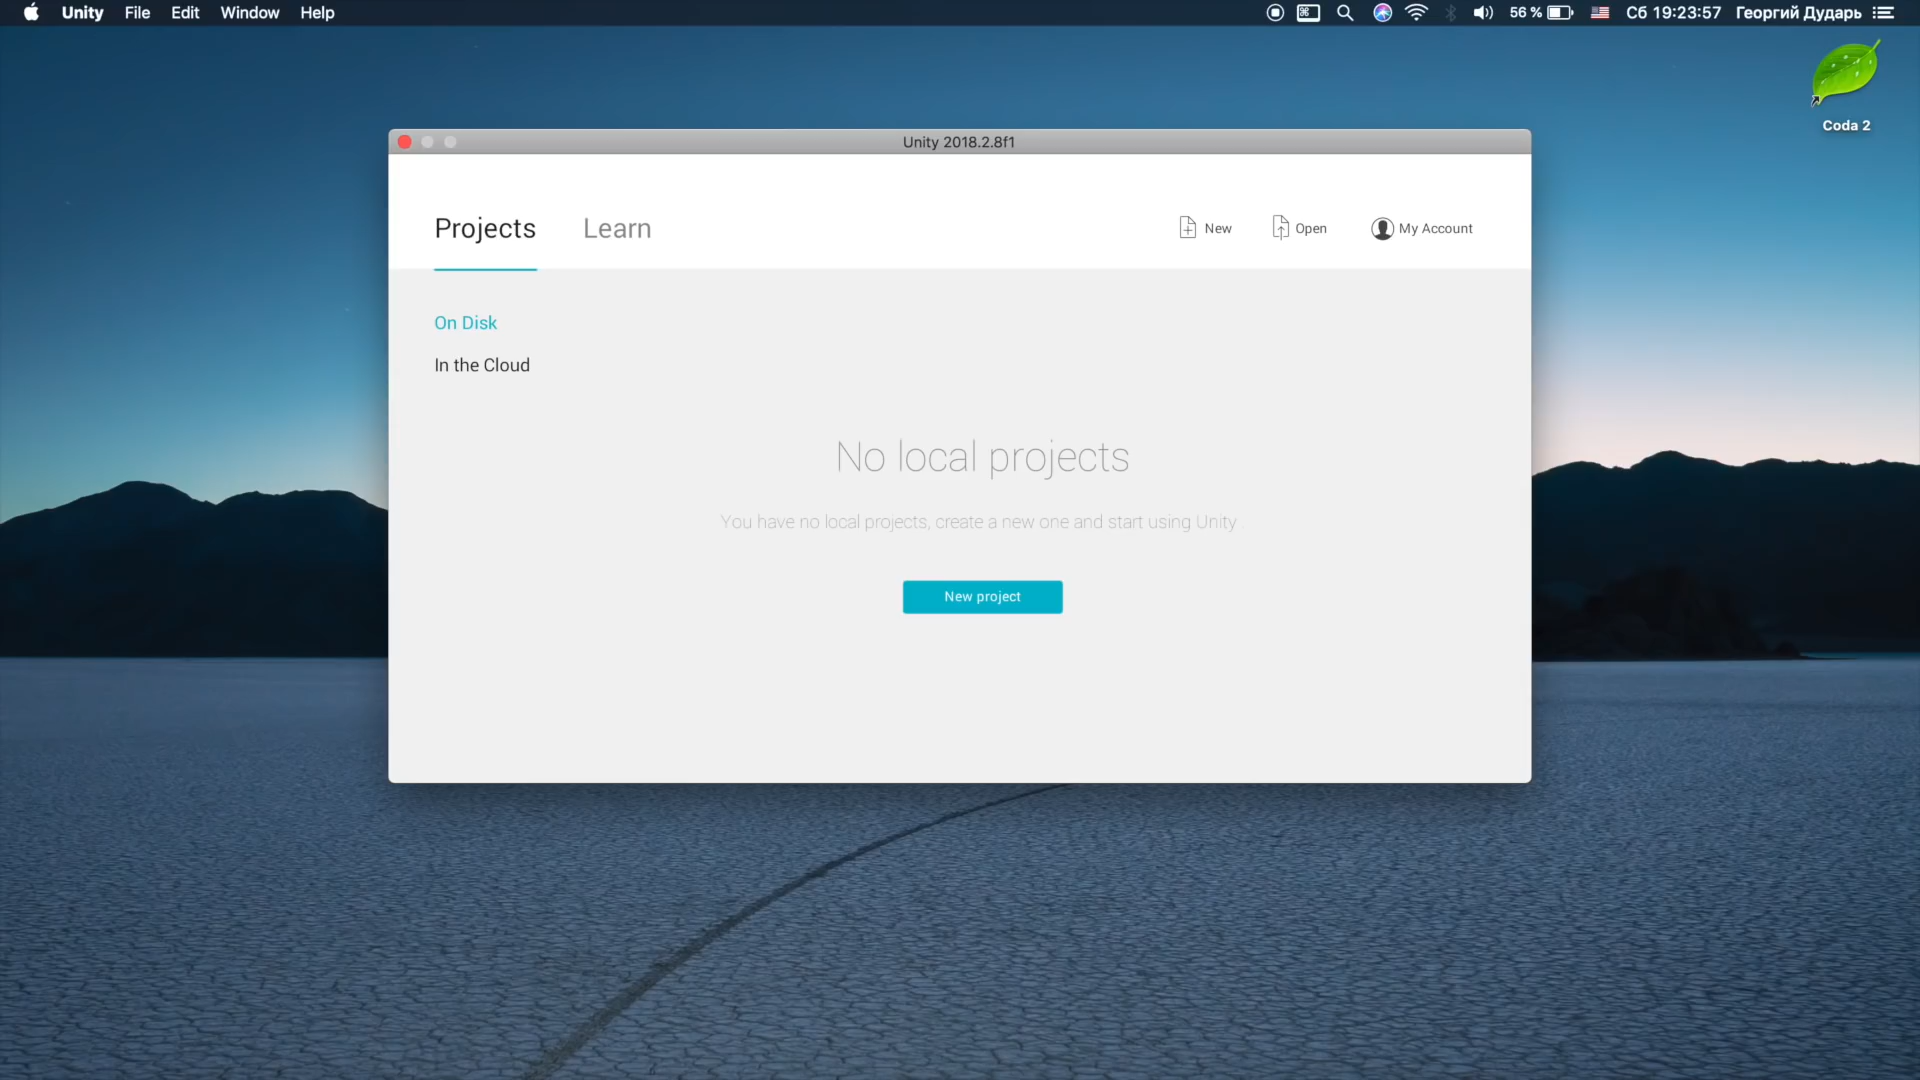 Unity File Edit Window Help 56 % Сб 19:23:57 Георгий Дударь
Coda 2
Unity 2018.2.8f1
Projects Learn New Open My Account
On Disk
In the Cloud
No local projects
You have no local projects, create a new one and start using Unity
New project